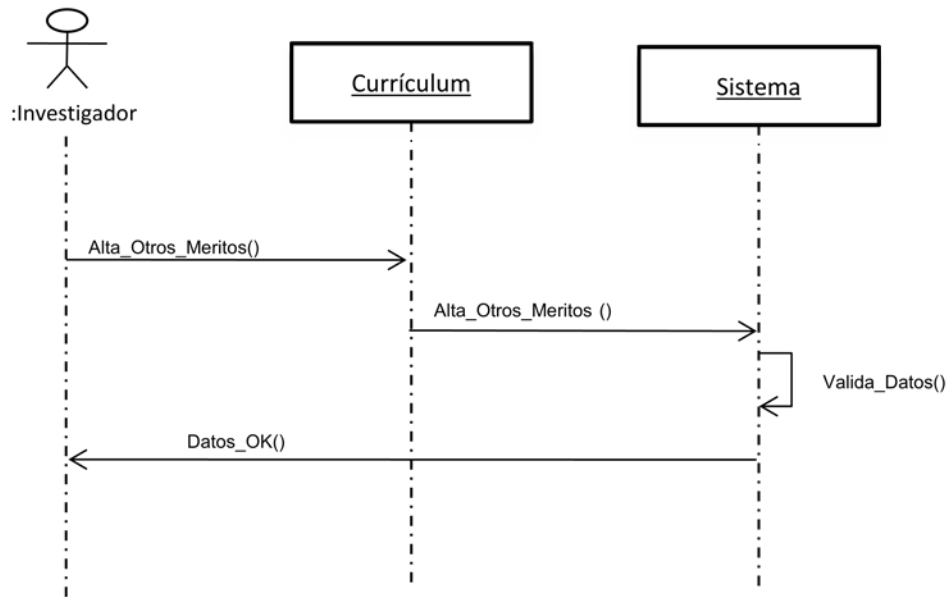 :Investigador
Currículum
Sistema
Alta_Otros_Meritos()
Alta_Otros_Meritos ()
Valida_Datos()
Datos_OK()